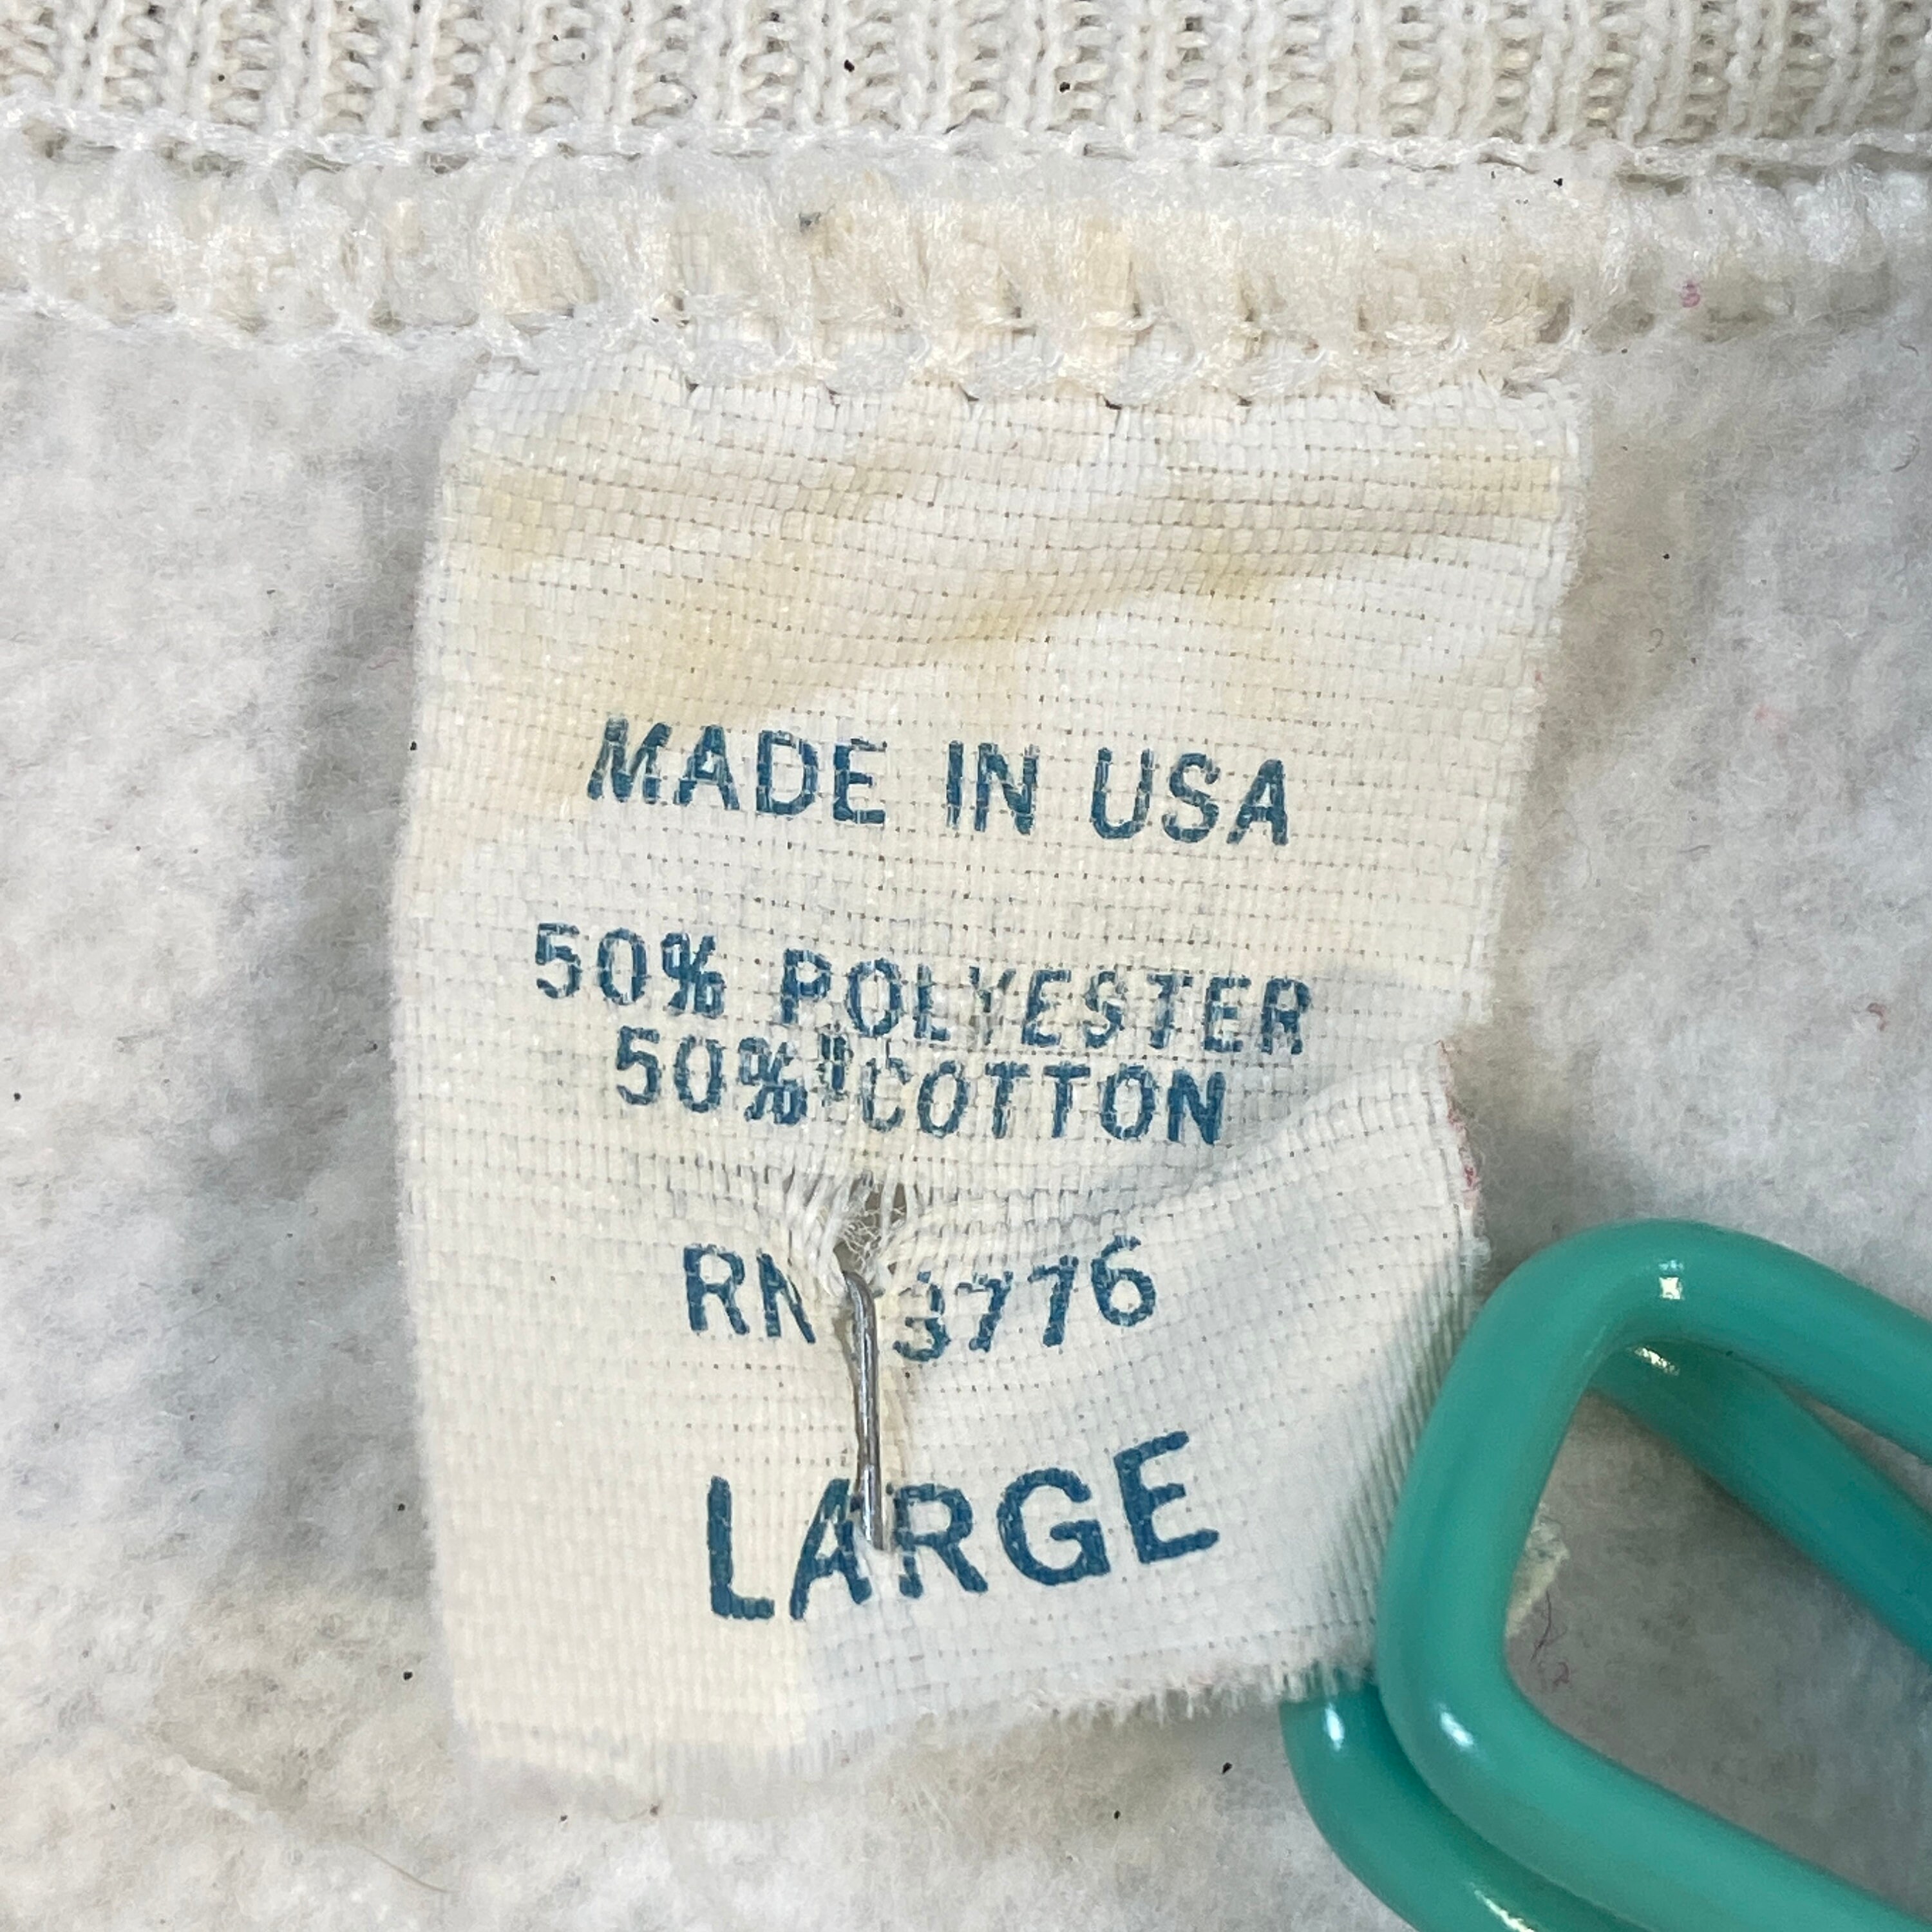 MADE IN USA
50% POLYESTER
50% COTTON
RN 3776
LARGE